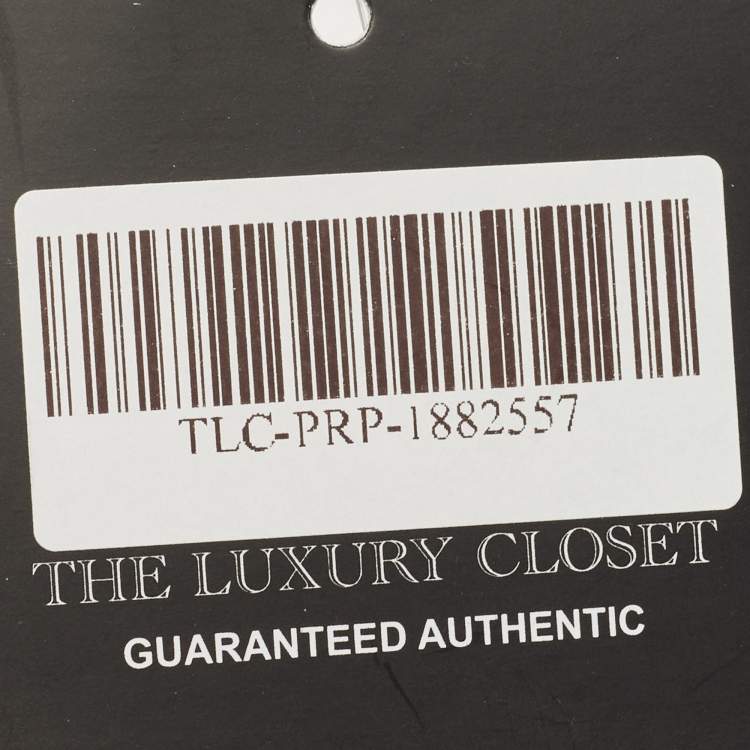 TLC-PRP-1882557
THE LUXURY CLOSET
GUARANTEED AUTHENTIC